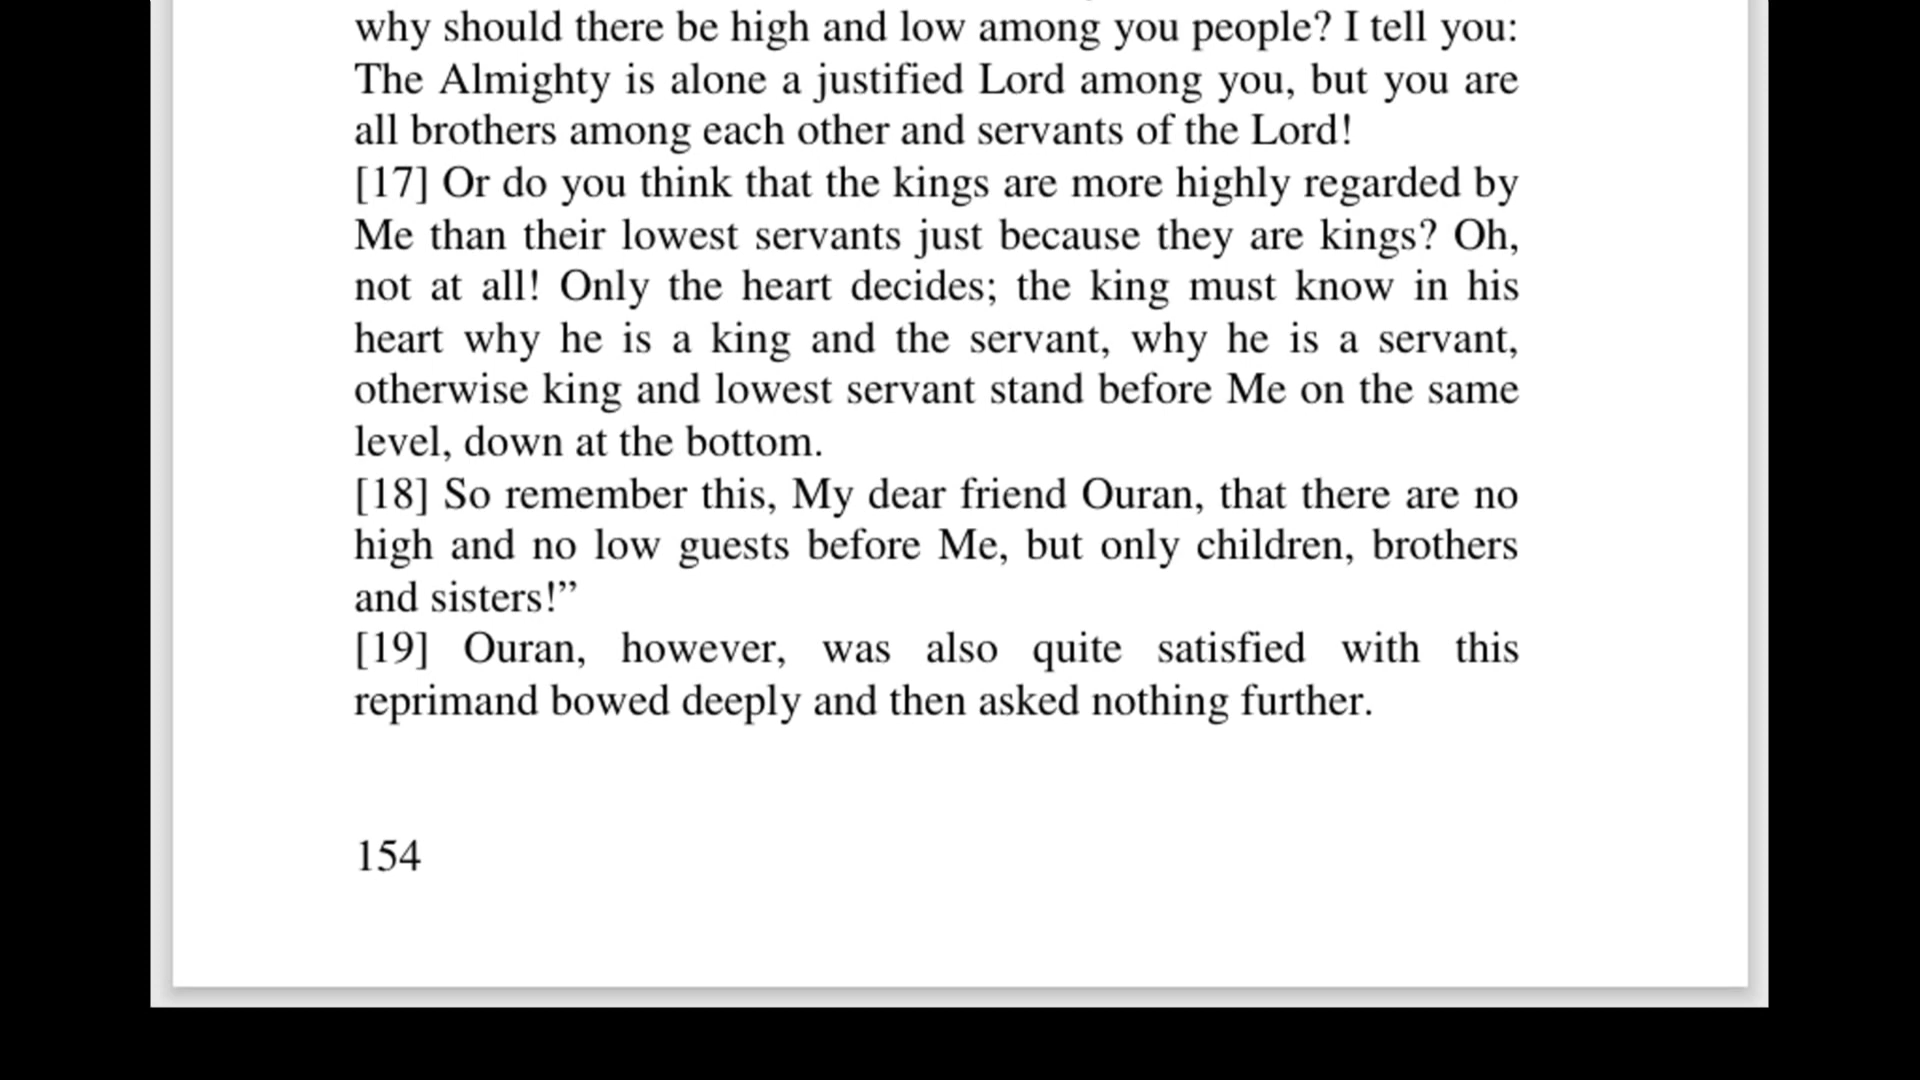 why should there be high and low among you people? I tell you:
The Almighty is alone a justified Lord among you, but you are
all brothers among each other and servants of the Lord!
[17] Or do you think that the kings are more highly regarded by
Me than their lowest servants just because they are kings? Oh,
not at all! Only the heart decides; the king must know in his
heart why he is a king and the servant, why he is a servant,
otherwise king and lowest servant stand before Me on the same
level, down at the bottom.
[18] So remember this, My dear friend Ouran, that there are no
high and no low guests before Me, but only children, brothers
and sisters!”
[19] Ouran, however, was also quite satisfied with this
reprimand bowed deeply and then asked nothing further.
154